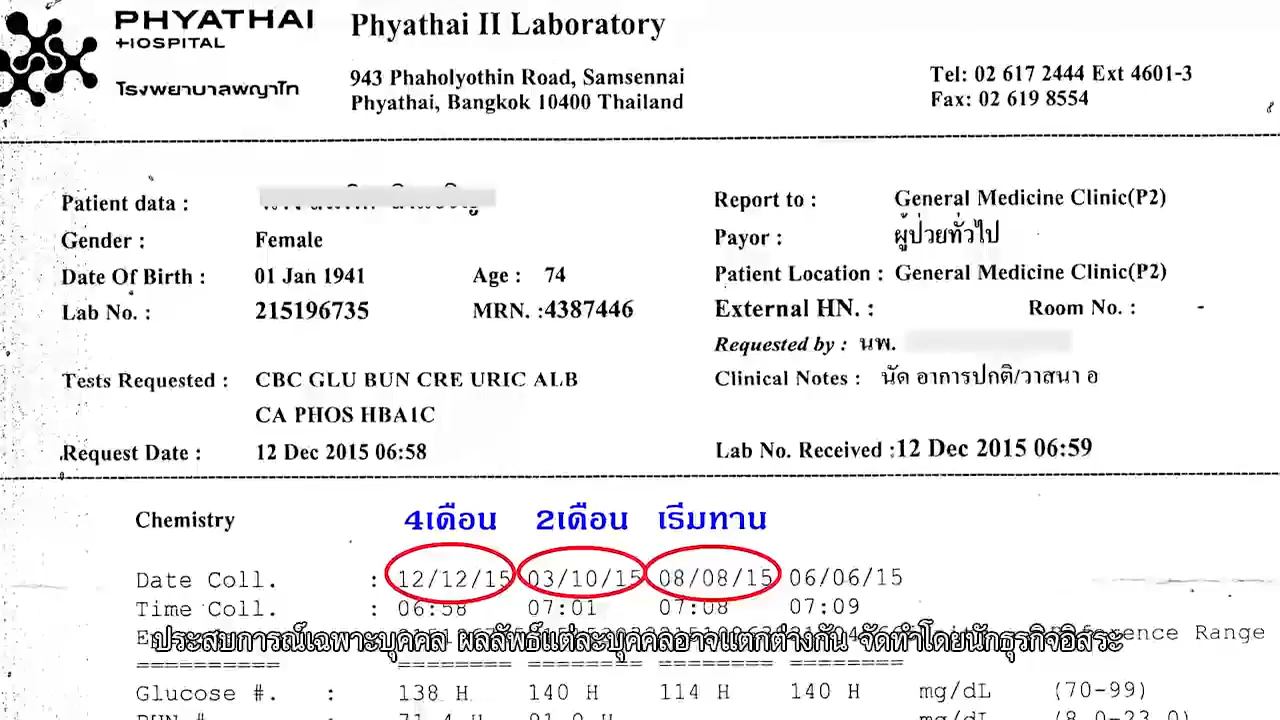 PHYATHAI
HOSPITAL
โรงพยาบาลพญาไท
Phyathai II Laboratory
943 Phaholyothin Road, Samsennai
Phyathai, Bangkok 10400 Thailand
Tel: 02 617 2444 Ext 4601-3
Fax: 02 619 8554
Patient data :
Report to : General Medicine Clinic(P2)
Gender : Female
Payor : ผู้ป่วยทั่วไป
Date Of Birth : 01 Jan 1941 Age : 74
Patient Location : General Medicine Clinic(P2)
Lab No. : 215196735 MRN. :4387446
External HN. : Room No. : -
Requested by : นพ.
Tests Requested : CBC GLU BUN CRE URIC ALB
CA PHOS HBA1C
Clinical Notes : นัด อาการปกติ/วาสนา อ
Request Date : 12 Dec 2015 06:58
Lab No. Received :12 Dec 2015 06:59
Chemistry 4เดือน 2เดือน เริ่มทาน
Date Coll. : 12/12/15 03/10/15 08/08/15 06/06/15
Time Coll. : 06:58 07:01 07:08 07:09
ประสบการณ์เฉพาะบุคคล ผลลัพธ์แต่ละบุคคลอาจแตกต่างกัน จัดทำโดยนักธุรกิจอิสระ
Range
Glucose #. : 138 H 140 H 114 H 140 H mg/dL (70-99)